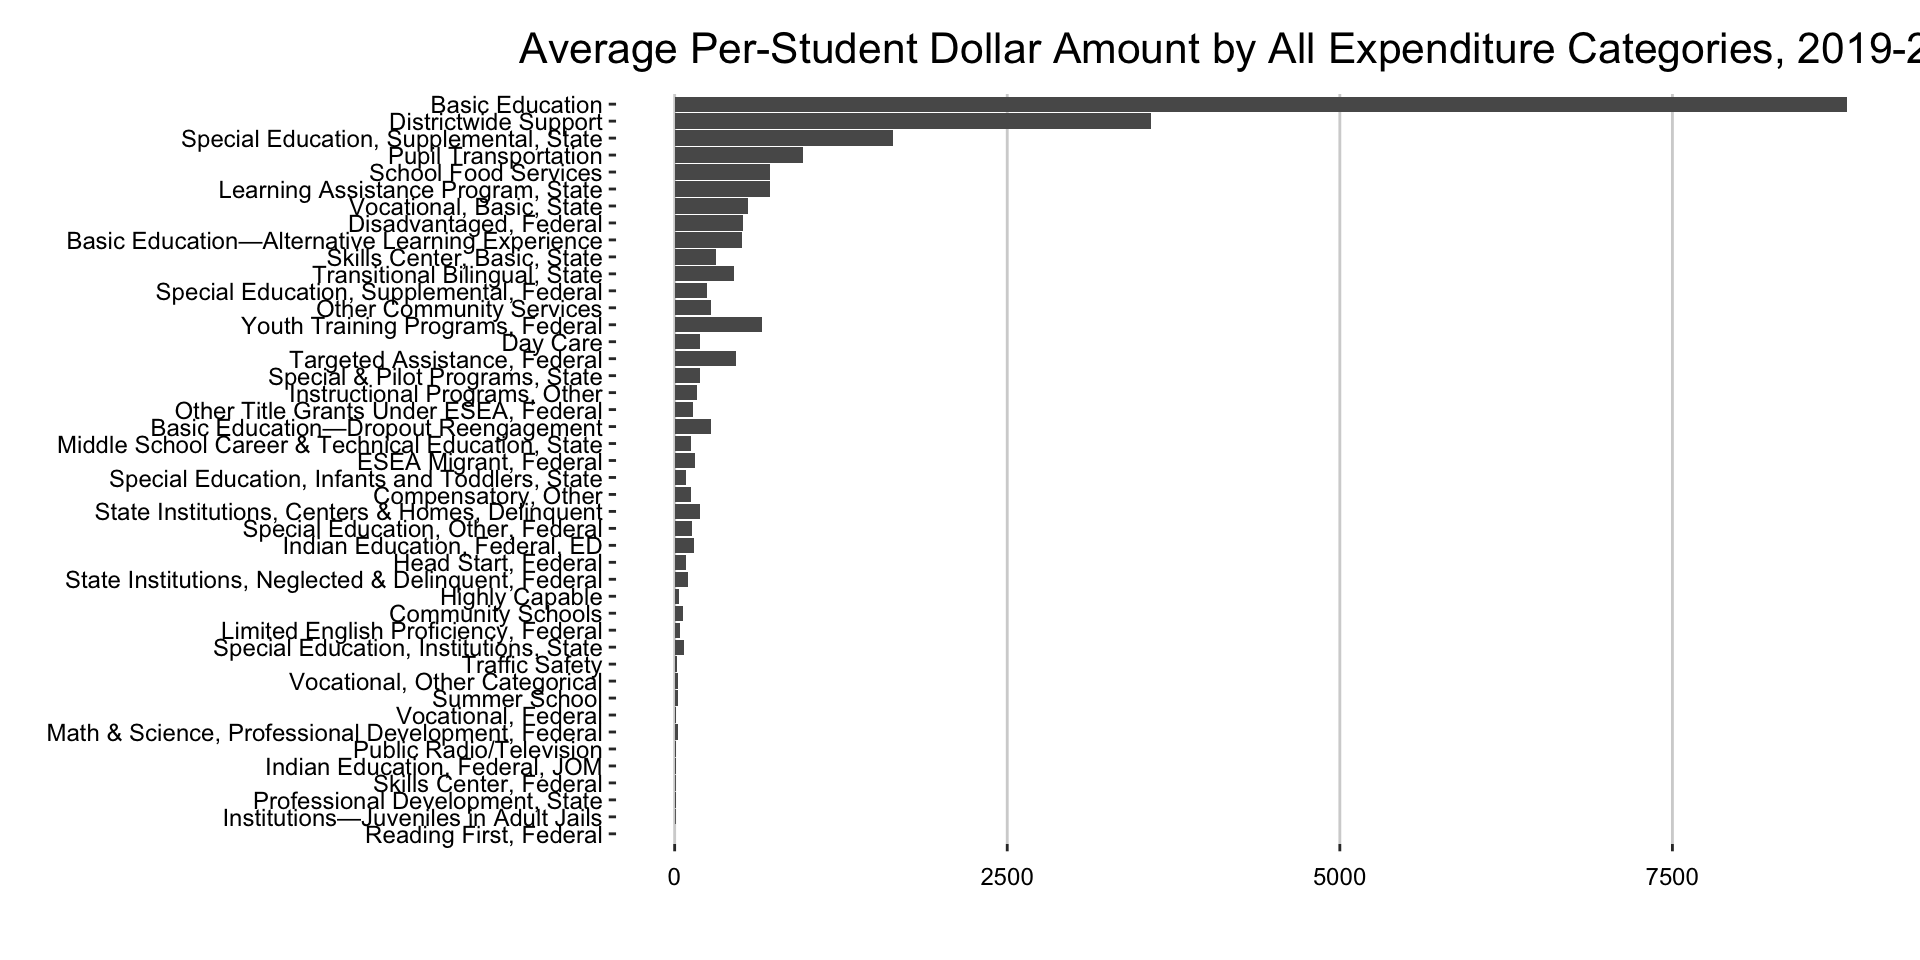 Average Per-Student Dollar Amount by All Expenditure Categories, 2019-2
Basic Education
Districtwide Support
Special Education, Supplemental, State
Pupil Transportation
School Food Services
Learning Assistance Program, State
Vocational, Basic, State
Disadvantaged, Federal
Basic Education—Alternative Learning Experience
Skills Center, Basic, State
Transitional Bilingual, State
Special Education, Supplemental, Federal
Other Community Services
Youth Training Programs, Federal
Day Care
Targeted Assistance, Federal
Special & Pilot Programs, State
Instructional Programs, Other
Other Title Grants Under ESEA, Federal
Basic Education—Dropout Reengagement
Middle School Career & Technical Education, State
ESEA Migrant, Federal
Special Education, Infants and Toddlers, State
Compensatory, Other
State Institutions, Centers & Homes, Delinquent
Special Education, Other, Federal
Indian Education, Federal, ED
Head Start, Federal
State Institutions, Neglected & Delinquent, Federal
Highly Capable
Community Schools
Limited English Proficiency, Federal
Special Education, Institutions, State
Traffic Safety
Vocational, Other Categorical
Summer School
Vocational, Federal
Math & Science, Professional Development, Federal
Public Radio/Television
Indian Education, Federal, JOM
Skills Center, Federal
Professional Development, State
Institutions—Juveniles in Adult Jails
Reading First, Federal
0 2500 5000 7500